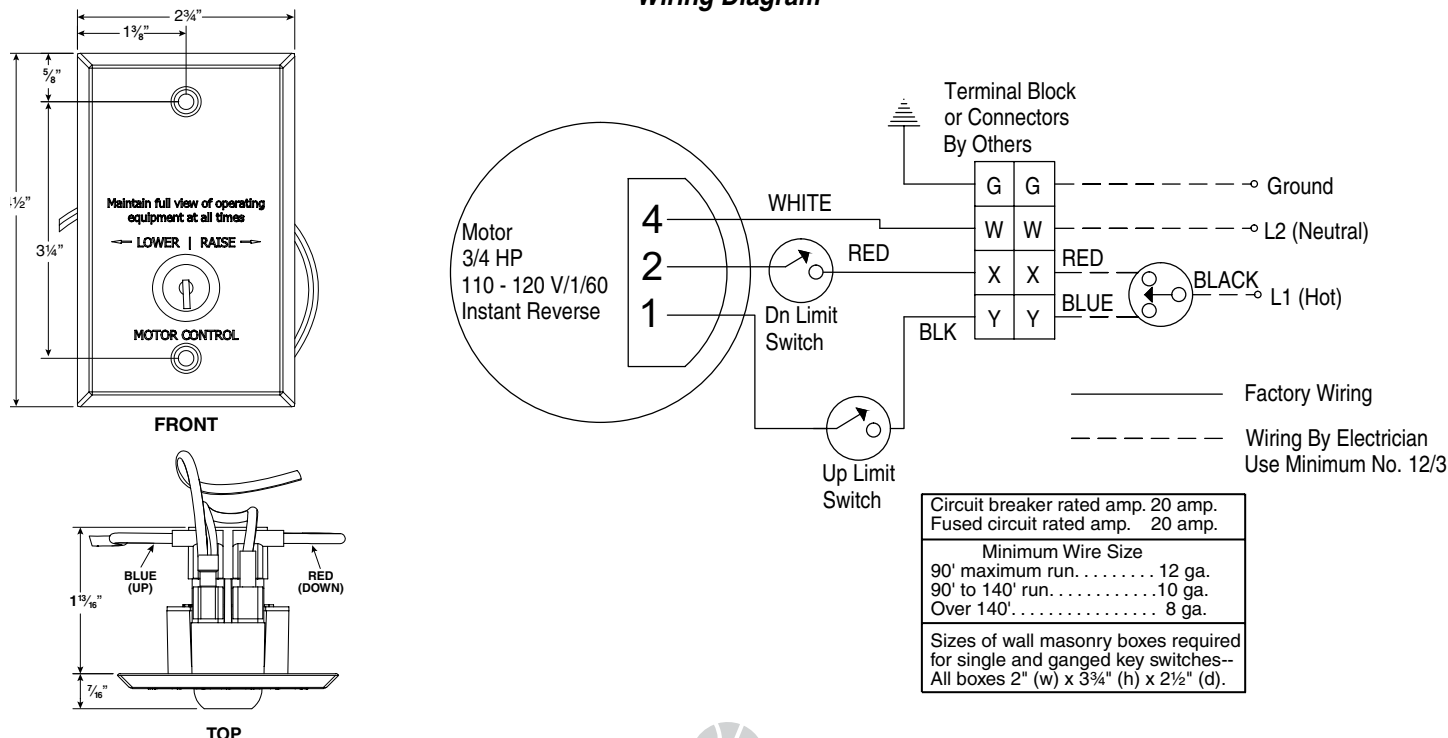 Wiring Diagram
2¾"
1⅜"
⅝"
½"
3¼"
Maintain full view of operating
equipment at all times
LOWER | RAISE
MOTOR CONTROL
FRONT
BLUE
(UP)
RED
(DOWN)
1 13/16"
7/16"
TOP
Motor
3/4 HP
110 - 120 V/1/60
Instant Reverse
4
2
1
WHITE
RED
Dn Limit
Switch
BLK
Up Limit
Switch
Terminal Block
or Connectors
By Others
G G
W W
X X
Y Y
RED
BLUE
BLACK
Ground
L2 (Neutral)
L1 (Hot)
Factory Wiring
Wiring By Electrician
Use Minimum No. 12/3
Circuit breaker rated amp. 20 amp.
Fused circuit rated amp. 20 amp.
Minimum Wire Size
90' maximum run. . . . . . . . . 12 ga.
90' to 140' run. . . . . . . . . . . .10 ga.
Over 140'. . . . . . . . . . . . . . . . 8 ga.
Sizes of wall masonry boxes required
for single and ganged key switches--
All boxes 2" (w) x 3¾" (h) x 2½" (d).